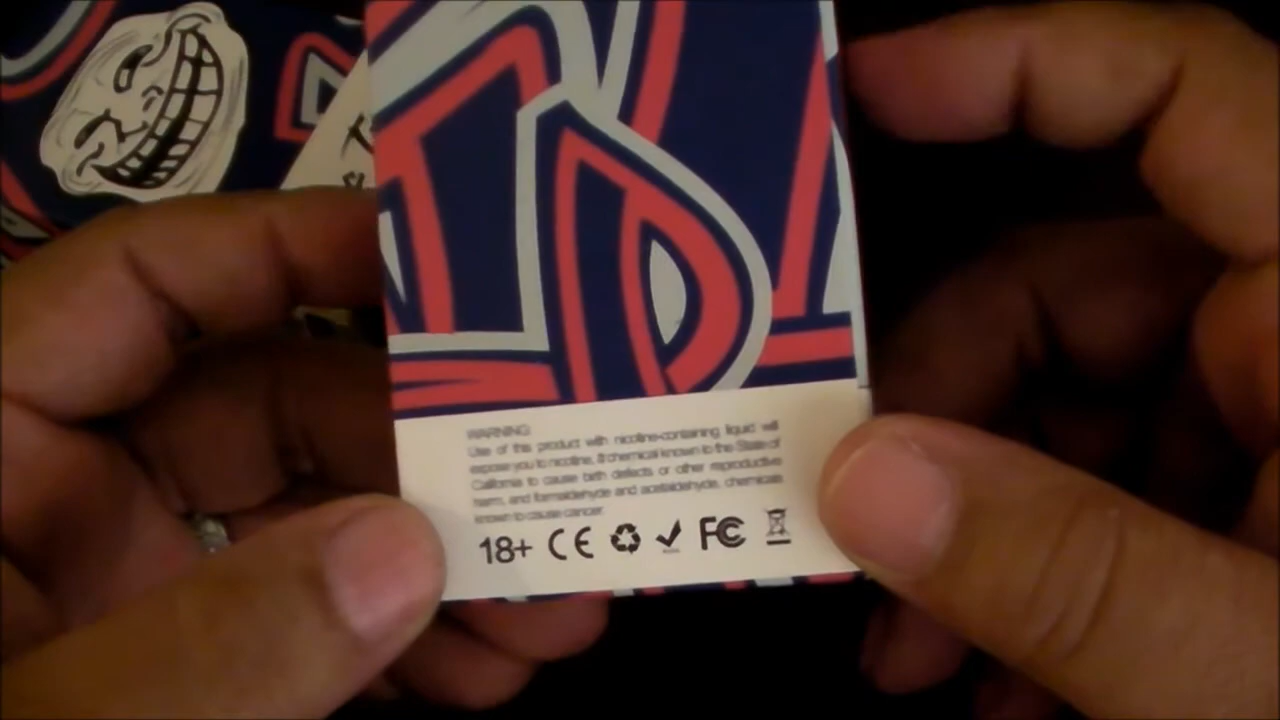 WARNING:
Use of this product with nicotine-containing liquid will
expose you to nicotine, A chemical known to the State of
California to cause birth defects or other reproductive
harm, and formaldehyde and acetaldehyde, chemicals
known to cause cancer.
18+ CE FC